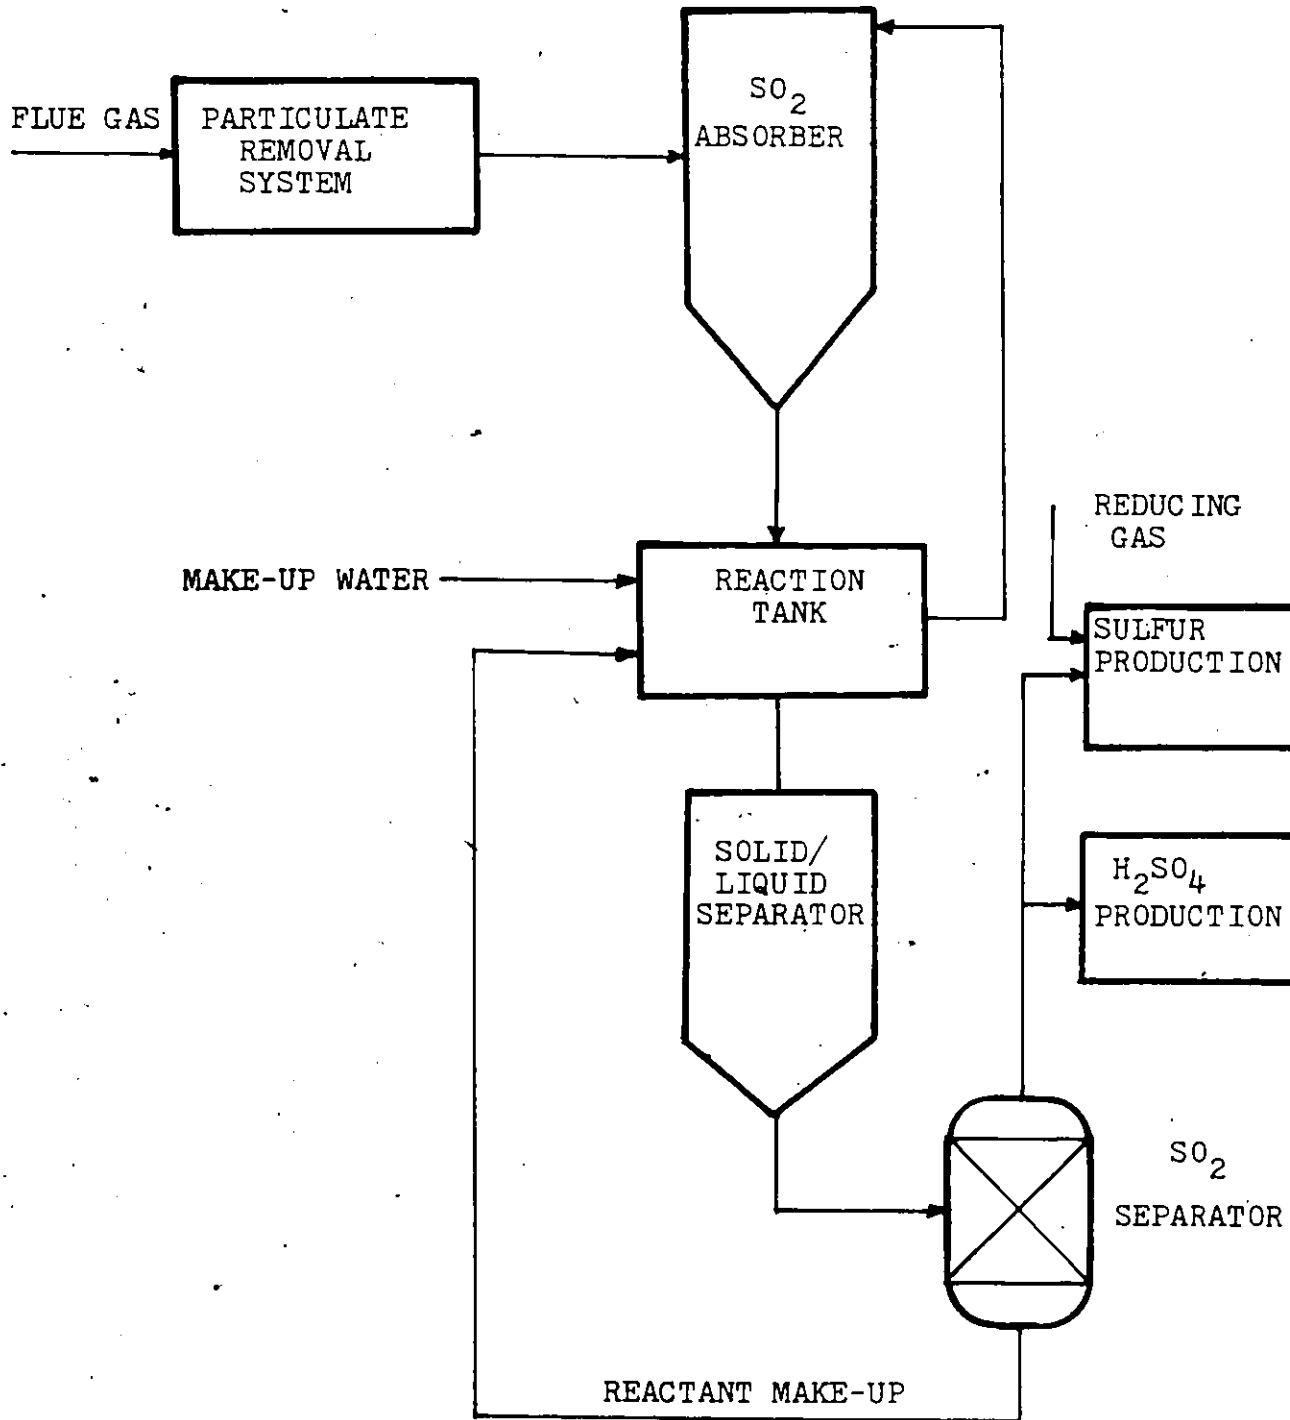 FLUE GAS
PARTICULATE
REMOVAL
SYSTEM
SO2
ABSORBER
REDUCING
GAS
MAKE-UP WATER
REACTION
TANK
SULFUR
PRODUCTION
SOLID/
LIQUID
SEPARATOR
H2SO4
PRODUCTION
SO2
SEPARATOR
REACTANT MAKE-UP